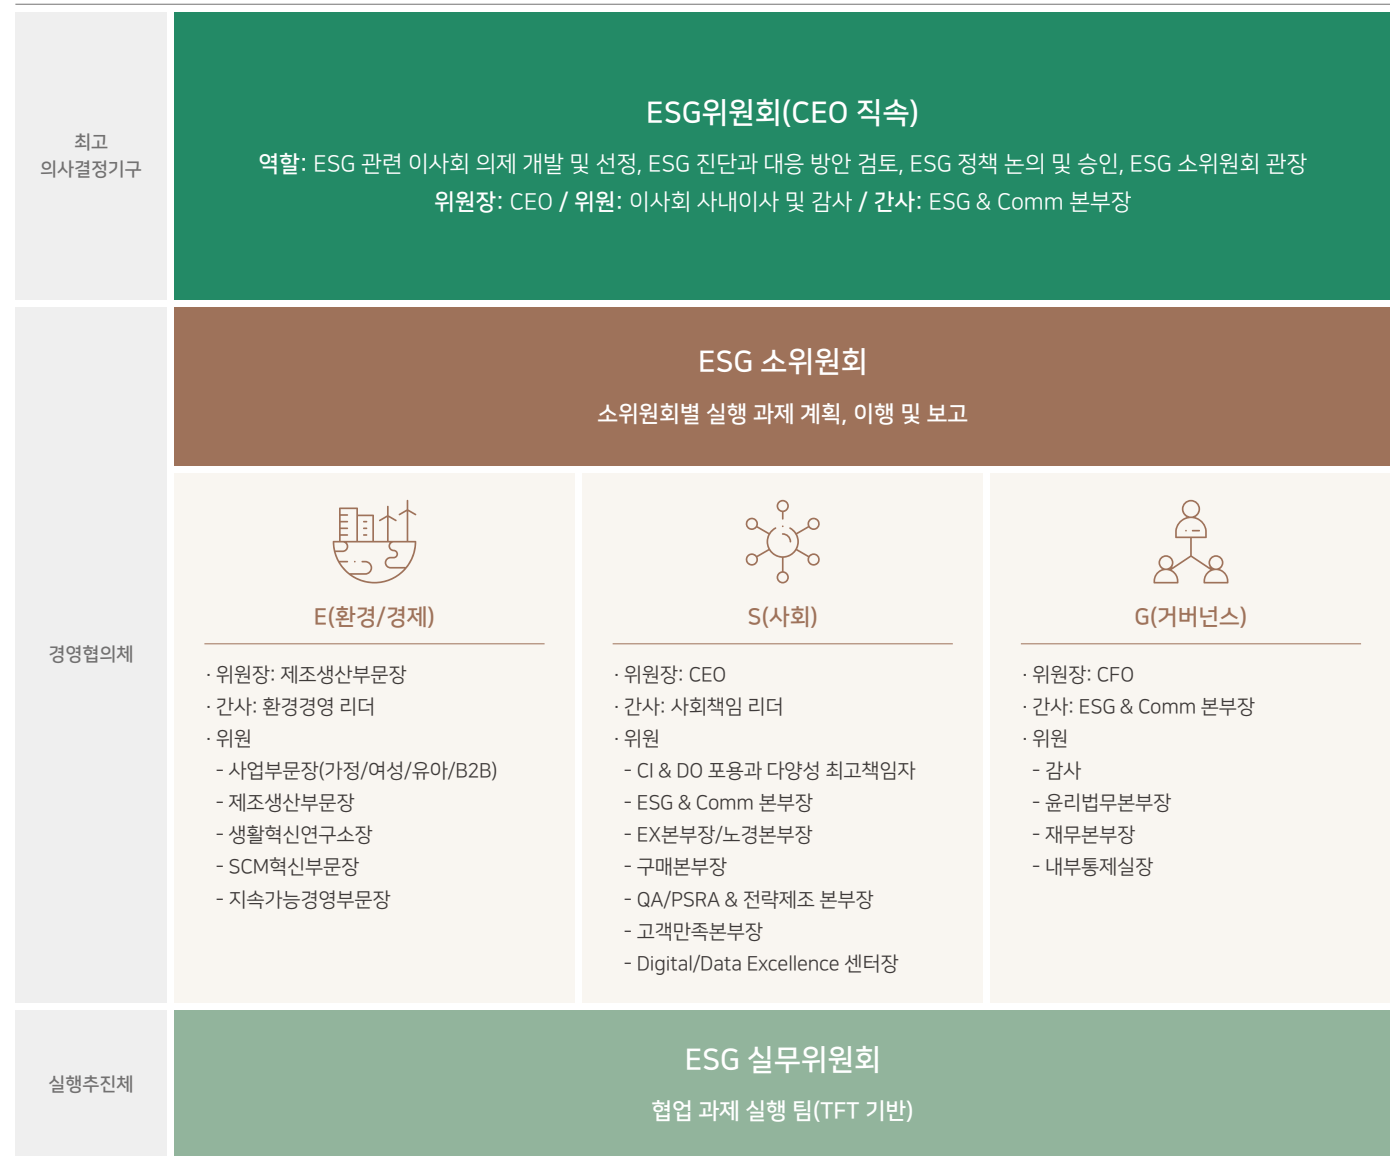 최고
의사결정기구
ESG위원회(CEO 직속)
역할: ESG 관련 이사회 의제 개발 및 선정, ESG 진단과 대응 방안 검토, ESG 정책 논의 및 승인, ESG 소위원회 관장
위원장: CEO / 위원: 이사회 사내이사 및 감사 / 간사: ESG & Comm 본부장
경영협의체
ESG 소위원회
소위원회별 실행 과제 계획, 이행 및 보고
E(환경/경제)
· 위원장: 제조생산부문장
· 간사: 환경경영 리더
· 위원
- 사업부문장(가정/여성/유아/B2B)
- 제조생산부문장
- 생활혁신연구소장
- SCM혁신부문장
- 지속가능경영부문장
S(사회)
· 위원장: CEO
· 간사: 사회책임 리더
· 위원
- CI & DO 포용과 다양성 최고책임자
- ESG & Comm 본부장
- EX본부장/노경본부장
- 구매본부장
- QA/PSRA & 전략제조 본부장
- 고객만족본부장
- Digital/Data Excellence 센터장
G(거버넌스)
· 위원장: CFO
· 간사: ESG & Comm 본부장
· 위원
- 감사
- 윤리법무본부장
- 재무본부장
- 내부통제실장
실행추진체
ESG 실무위원회
협업 과제 실행 팀(TFT 기반)